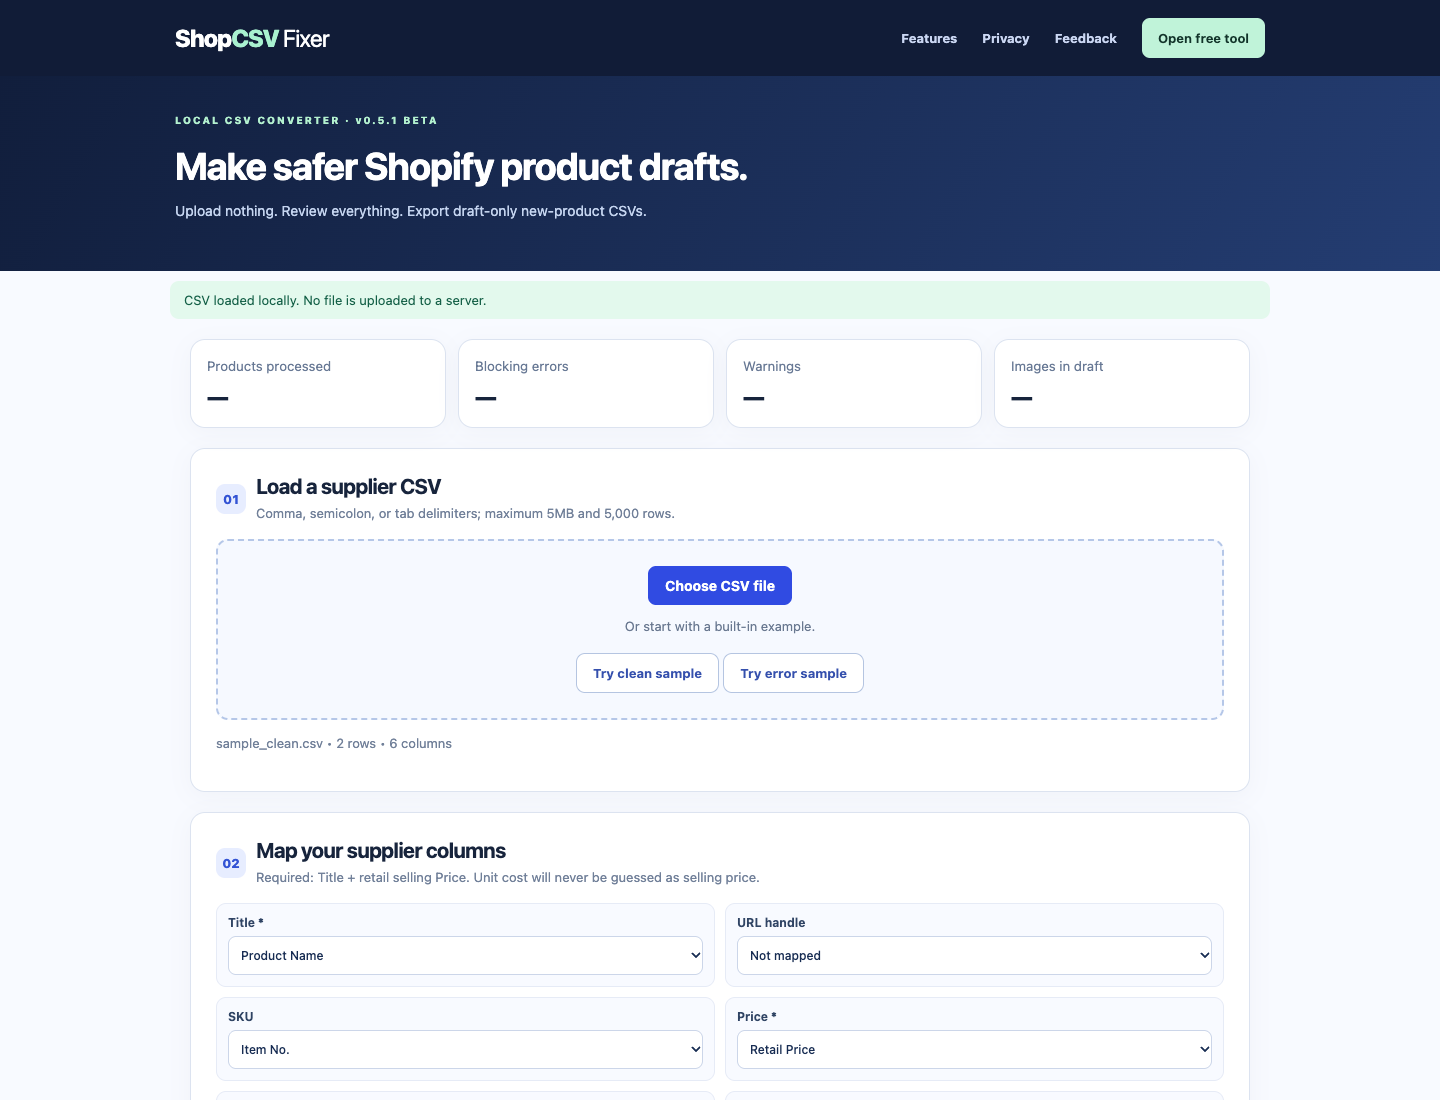 ShopCSV Fixer
Features
Privacy
Feedback
Open free tool
LOCAL CSV CONVERTER · v0.5.1 BETA
Make safer Shopify product drafts.
Upload nothing. Review everything. Export draft-only new-product CSVs.
CSV loaded locally. No file is uploaded to a server.
Products processed
—
Blocking errors
—
Warnings
—
Images in draft
—
01
Load a supplier CSV
Comma, semicolon, or tab delimiters; maximum 5MB and 5,000 rows.
Choose CSV file
Or start with a built-in example.
Try clean sample
Try error sample
sample_clean.csv • 2 rows • 6 columns
02
Map your supplier columns
Required: Title + retail selling Price. Unit cost will never be guessed as selling price.
Title *
Product Name
URL handle
Not mapped
SKU
Item No.
Price *
Retail Price